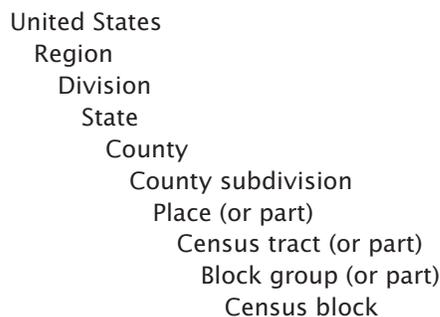 United States
Region
Division
State
County
County subdivision
Place (or part)
Census tract (or part)
Block group (or part)
Census block